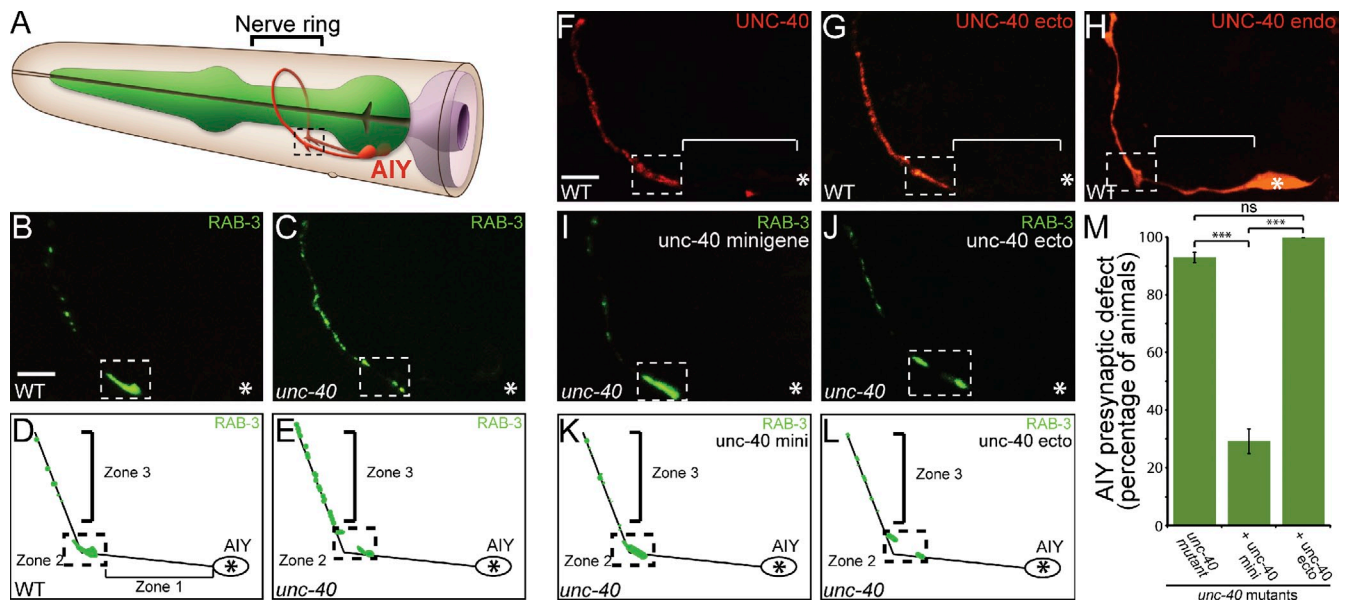 A
Nerve ring
AIY
B
RAB-3
WT
*
C
RAB-3
unc-40
*
D
RAB-3
Zone 3
Zone 2
AIY
*
Zone 1
WT
E
RAB-3
Zone 3
Zone 2
AIY
*
unc-40
F
UNC-40
WT
*
G
UNC-40 ecto
WT
*
H
UNC-40 endo
WT
*
I
RAB-3
unc-40 minigene
unc-40
*
J
RAB-3
unc-40 ecto
unc-40
*
K
RAB-3
unc-40 mini
Zone 3
Zone 2
AIY
*
unc-40
L
RAB-3
unc-40 ecto
Zone 3
Zone 2
AIY
*
unc-40
M
ns
***
***
AIY presynaptic defect
(percentage of animals)
100
80
60
40
20
0
unc-40
mutant
+ unc-40
mini
+ unc-40
ecto
unc-40 mutants